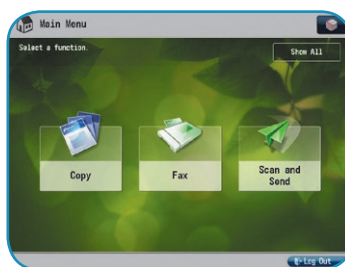 Main Menu
Select a function.
Show All
Copy
Fax
Scan and
Send
Log Out